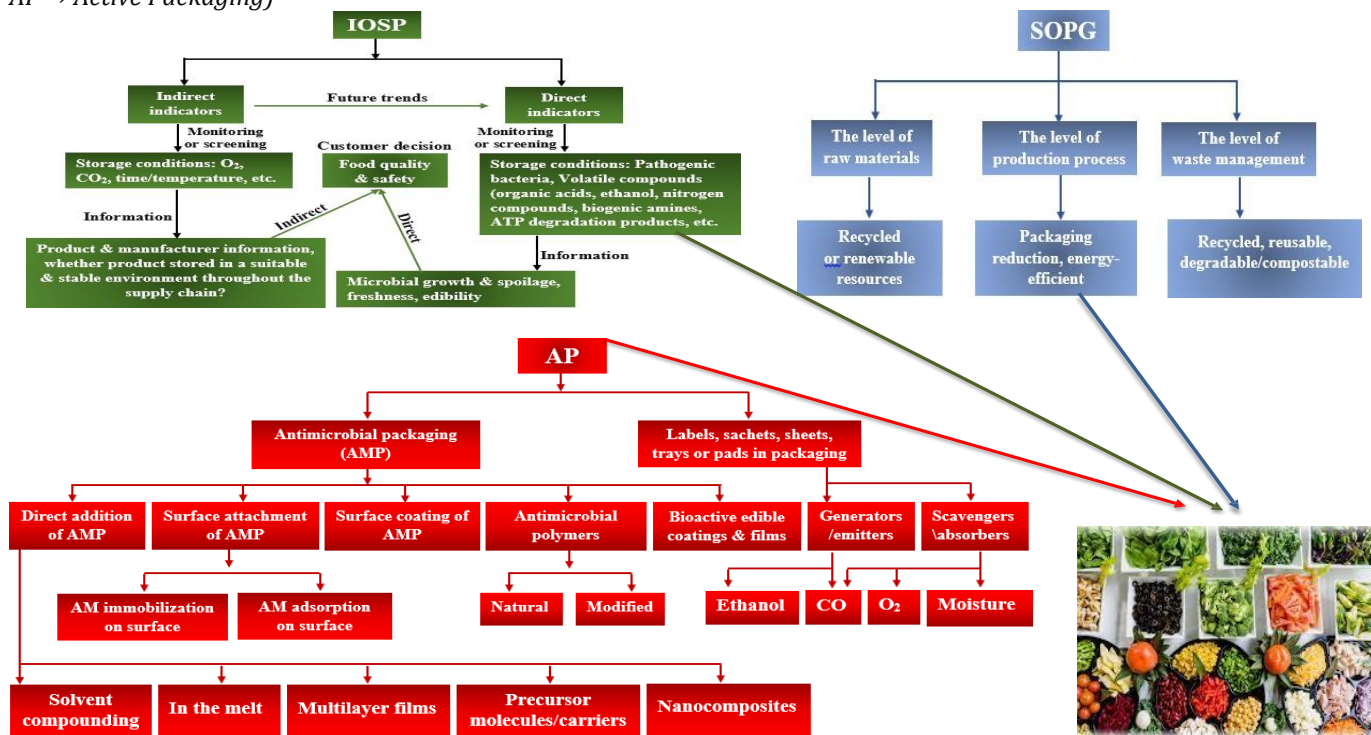 AP → Active Packaging)
IOSP
Indirect
indicators
Future trends
Direct
indicators
Monitoring
or screening
Customer decision
Monitoring
or screening
Storage conditions: O₂,
CO₂, time/temperature, etc.
Food quality
& safety
Storage conditions: Pathogenic
bacteria, Volatile compounds
(organic acids, ethanol, nitrogen
compounds, biogenic amines,
ATP degradation products, etc.
Information
Indirect
Direct
Product & manufacturer information,
whether product stored in a suitable
& stable environment throughout the
supply chain?
Information
Microbial growth & spoilage,
freshness, edibility
SOPG
The level of
raw materials
The level of
production process
The level of
waste management
Recycled
or renewable
resources
Packaging
reduction, energy-
efficient
Recycled, reusable,
degradable/compostable
AP
Antimicrobial packaging
(AMP)
Labels, sachets, sheets,
trays or pads in packaging
Direct addition
of AMP
Surface attachment
of AMP
Surface coating of
AMP
Antimicrobial
polymers
Bioactive edible
coatings & films
Generators
/emitters
Scavengers
\absorbers
AM immobilization
on surface
AM adsorption
on surface
Natural
Modified
Ethanol
CO
O₂
Moisture
Solvent
compounding
In the melt
Multilayer films
Precursor
molecules/carriers
Nanocomposites